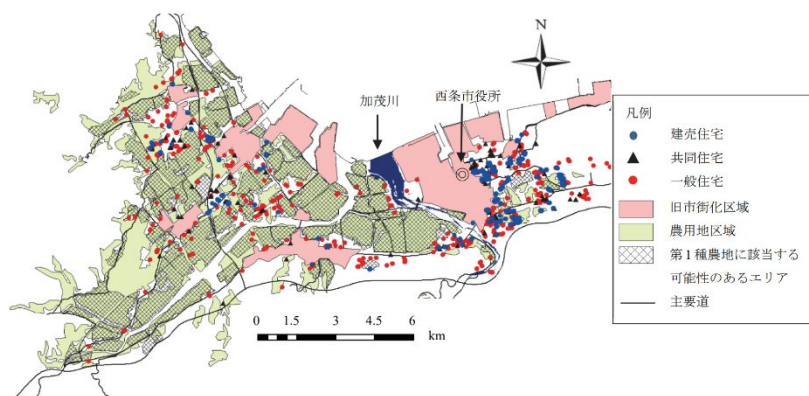 N
加茂川
西条市役所
凡例
建売住宅
共同住宅
一般住宅
旧市街化区域
農用地区域
第1種農地に該当する
可能性のあるエリア
主要道
0 1.5 3 4.5 6
km